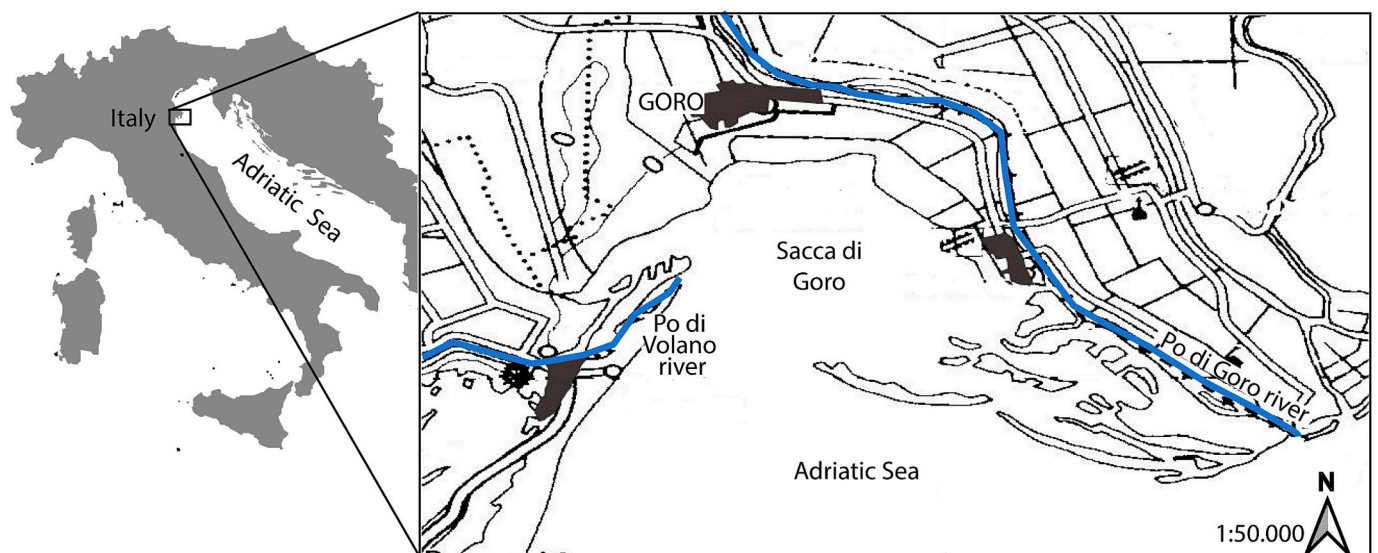 Italy
Adriatic Sea
GORO
Sacca di
Goro
Po di
Volano
river
Po di Goro river
Adriatic Sea
N
1:50.000